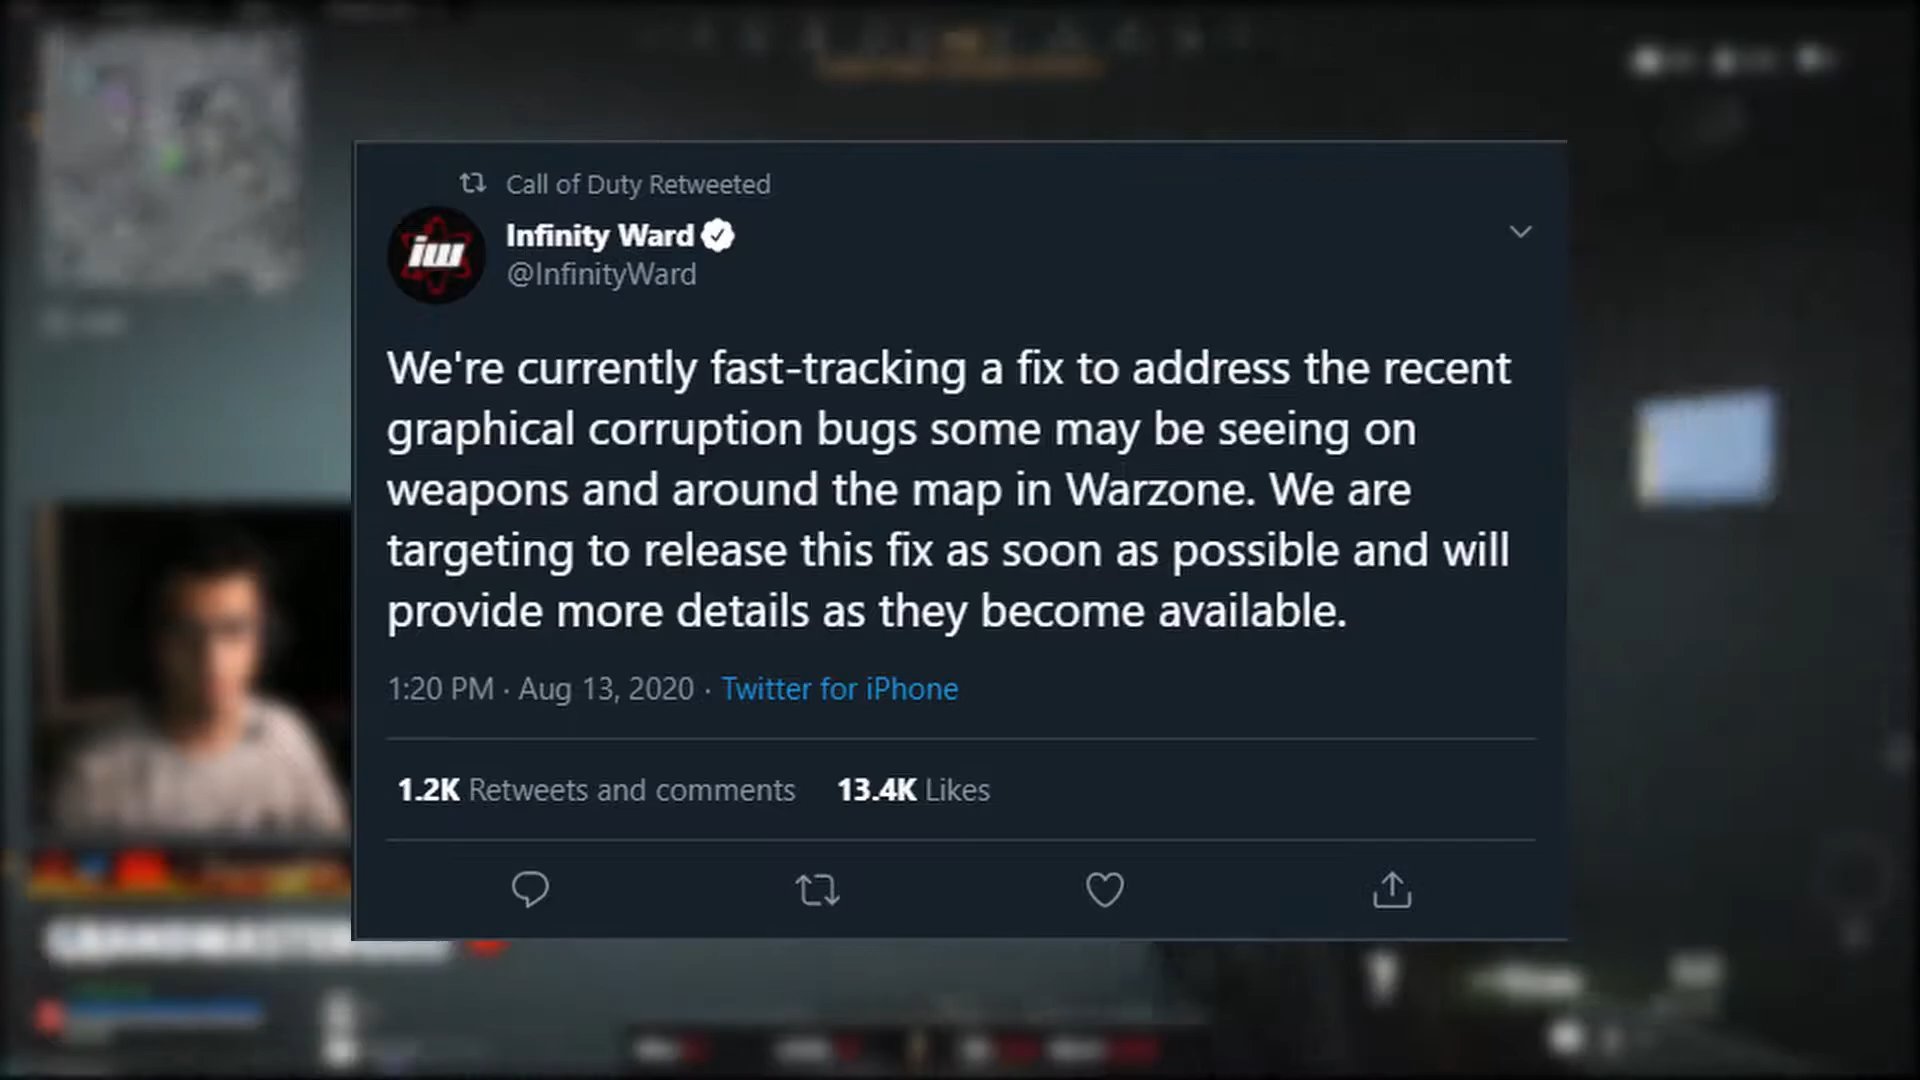 Call of Duty Retweeted
iw
Infinity Ward
@InfinityWard
We're currently fast-tracking a fix to address the recent
graphical corruption bugs some may be seeing on
weapons and around the map in Warzone. We are
targeting to release this fix as soon as possible and will
provide more details as they become available.
1:20 PM · Aug 13, 2020 · Twitter for iPhone
1.2K Retweets and comments 13.4K Likes